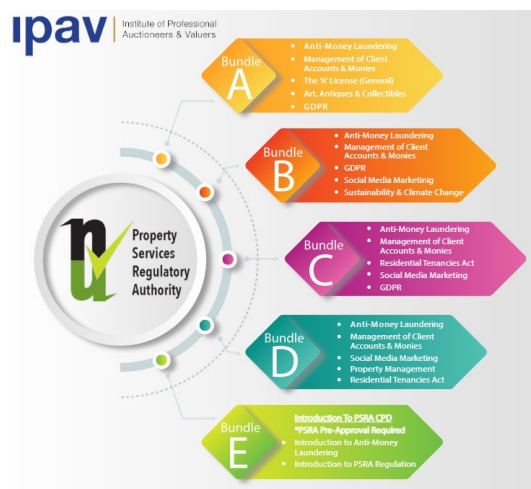 ipav
Institute of Professional
Auctioneers & Valuers
Bundle
A
• Anti-Money Laundering
• Management of Client
Accounts & Monies
• The 'A' License (General)
• Art, Antiques & Collectibles
• GDPR
Bundle
B
• Anti-Money Laundering
• Management of Client
Accounts & Monies
• GDPR
• Social Media Marketinig
• Sustainability & Climate Change
Property
Services
Regulatory
Authority
Bundle
C
• Anti-Money Laundering
• Management of Client
Accounts & Monies
• Residential Tenancies Act
• Social Media Marketing
• GDPR
Bundle
D
• Anti-Money Laundering
• Management of Client
Accounts & Monies
• Social Media Marketing
• Property Management
• Residential Tenancies Act
Bundle
E
Introduction To PSRA CPD
*PSRA Pre-Approval Required
• Introduction to Anti-Money
Laundering
• Introduction to PSRA Regulation